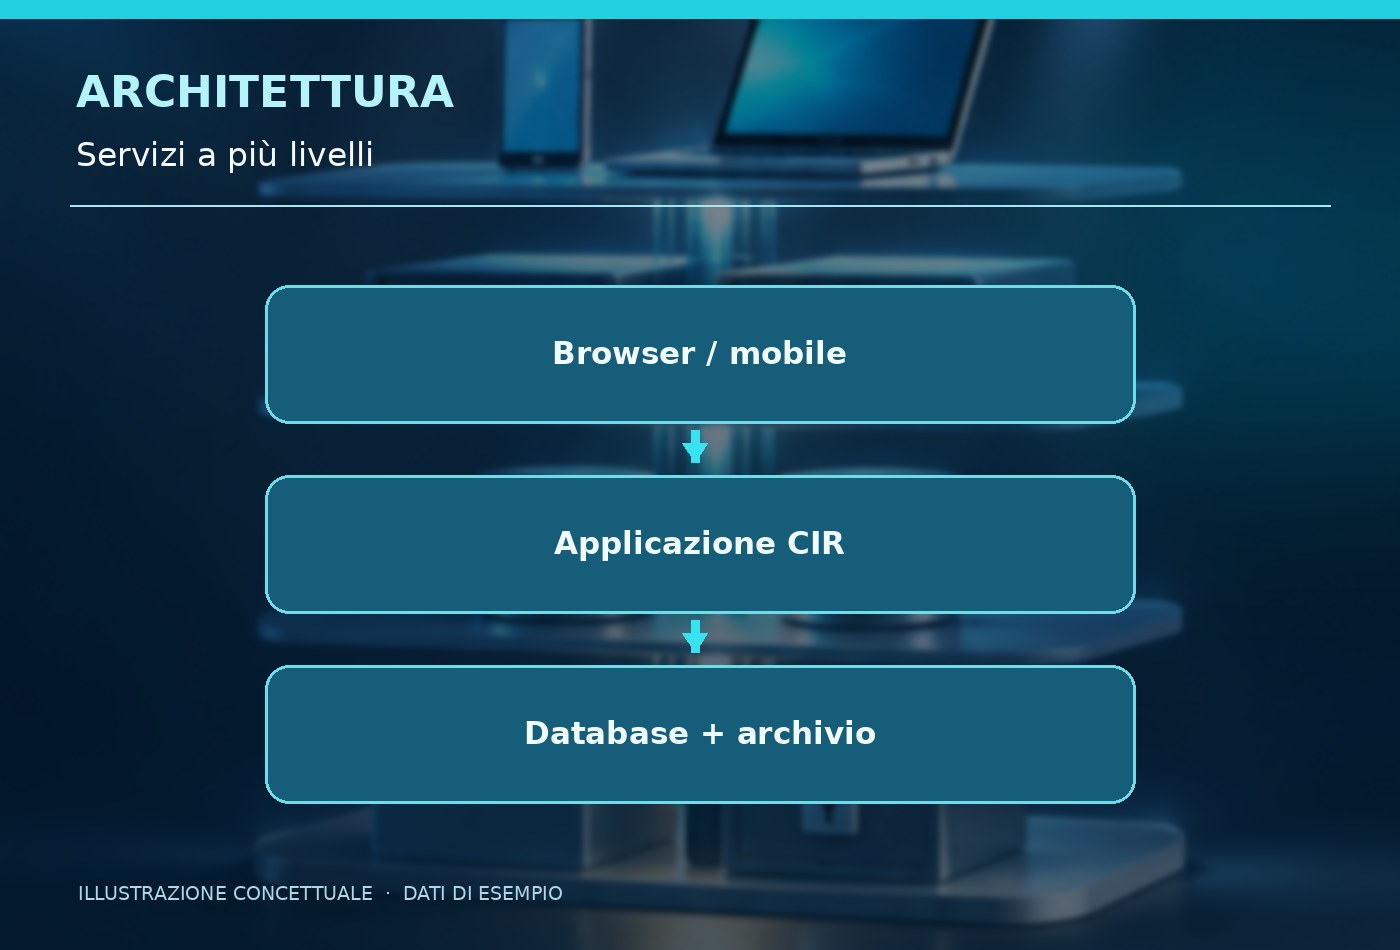 ARCHITETTURA
Servizi a più livelli
Browser / mobile
Applicazione CIR
Database + archivio
ILLUSTRAZIONE CONCETTUALE · DATI DI ESEMPIO